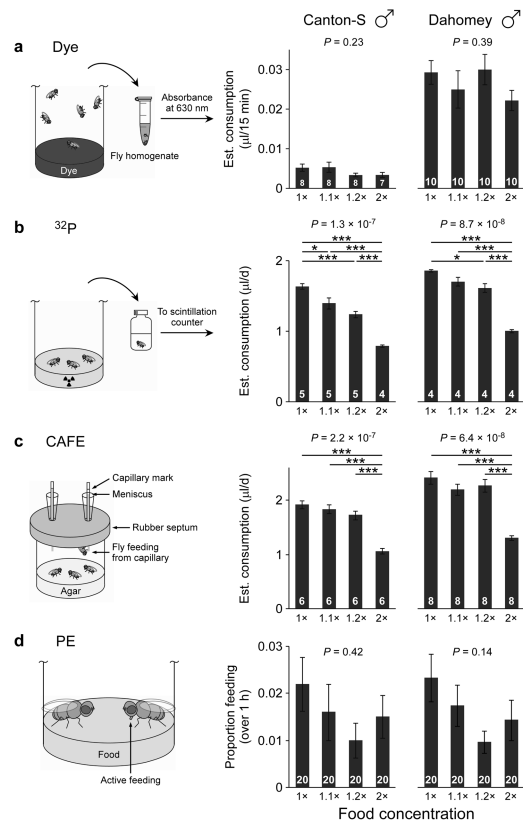 Canton-S ♂ Dahomey ♂
a Dye
Absorbance
at 630 nm
Fly homogenate
Dye
Est. consumption
(µl/15 min)
P = 0.23
P = 0.39
0.03
0.02
0.01
0
8 8 8 7
10 10 10 10
1× 1.1× 1.2× 2×
1× 1.1× 1.2× 2×
b ³²P
To scintillation
counter
Est. consumption (µl/d)
P = 1.3 × 10⁻⁷
P = 8.7 × 10⁻⁸
***
* ***
*** ***
***
***
* ***
2
1
0
5 5 5 4
4 4 4 4
1× 1.1× 1.2× 2×
1× 1.1× 1.2× 2×
c CAFE
Capillary mark
Meniscus
Rubber septum
Fly feeding
from capillary
Agar
Est. consumption (µl/d)
P = 2.2 × 10⁻⁷
P = 6.4 × 10⁻⁸
***
***
***
***
***
***
2
1
0
6 6 6 6
8 8 8 8
1× 1.1× 1.2× 2×
1× 1.1× 1.2× 2×
d PE
Food
Active feeding
Proportion feeding
(over 1 h)
P = 0.42
P = 0.14
0.03
0.02
0.01
0
20 20 20 20
20 20 20 20
1× 1.1× 1.2× 2×
1× 1.1× 1.2× 2×
Food concentration